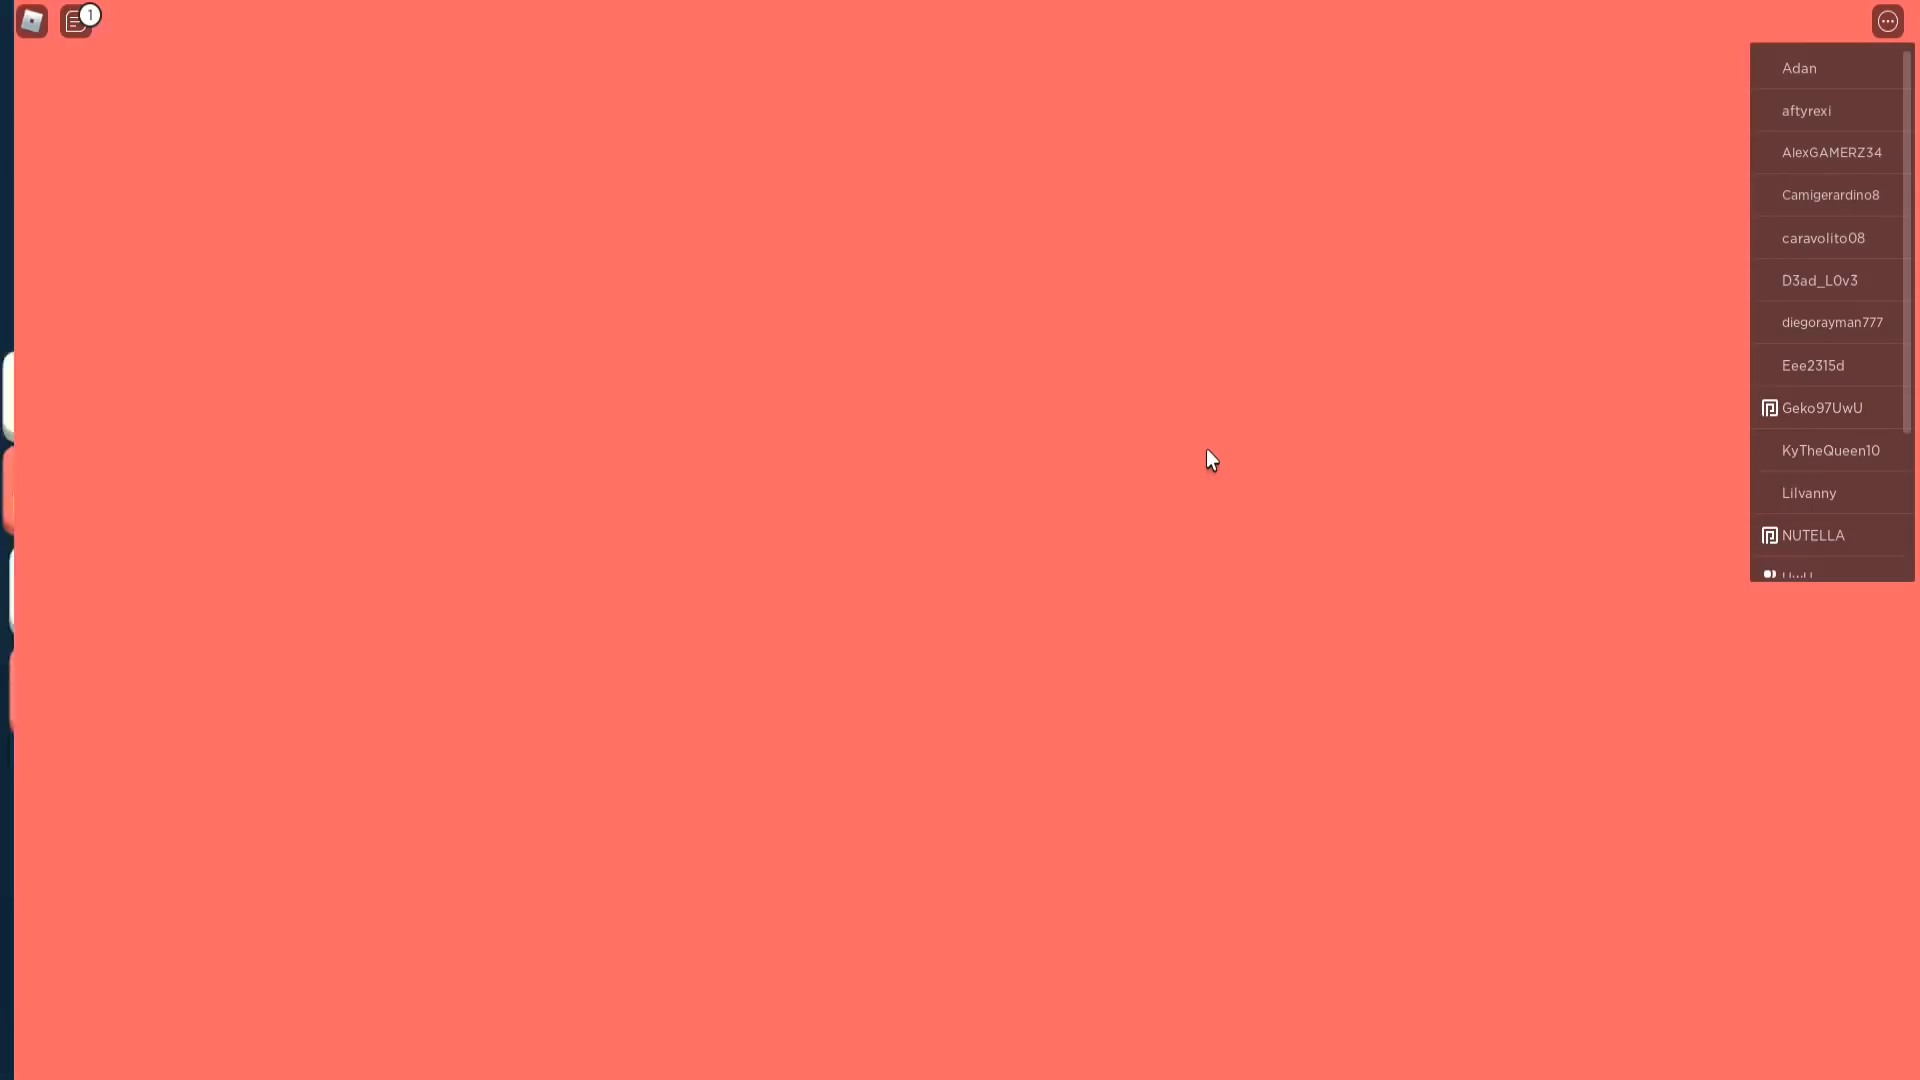 1
Adan
aftyrexi
AlexGAMERZ34
Camigerardino8
caravolito08
D3ad_L0v3
diegorayman777
Eee2315d
Geko97UwU
KyTheQueen10
Lilvanny
NUTELLA